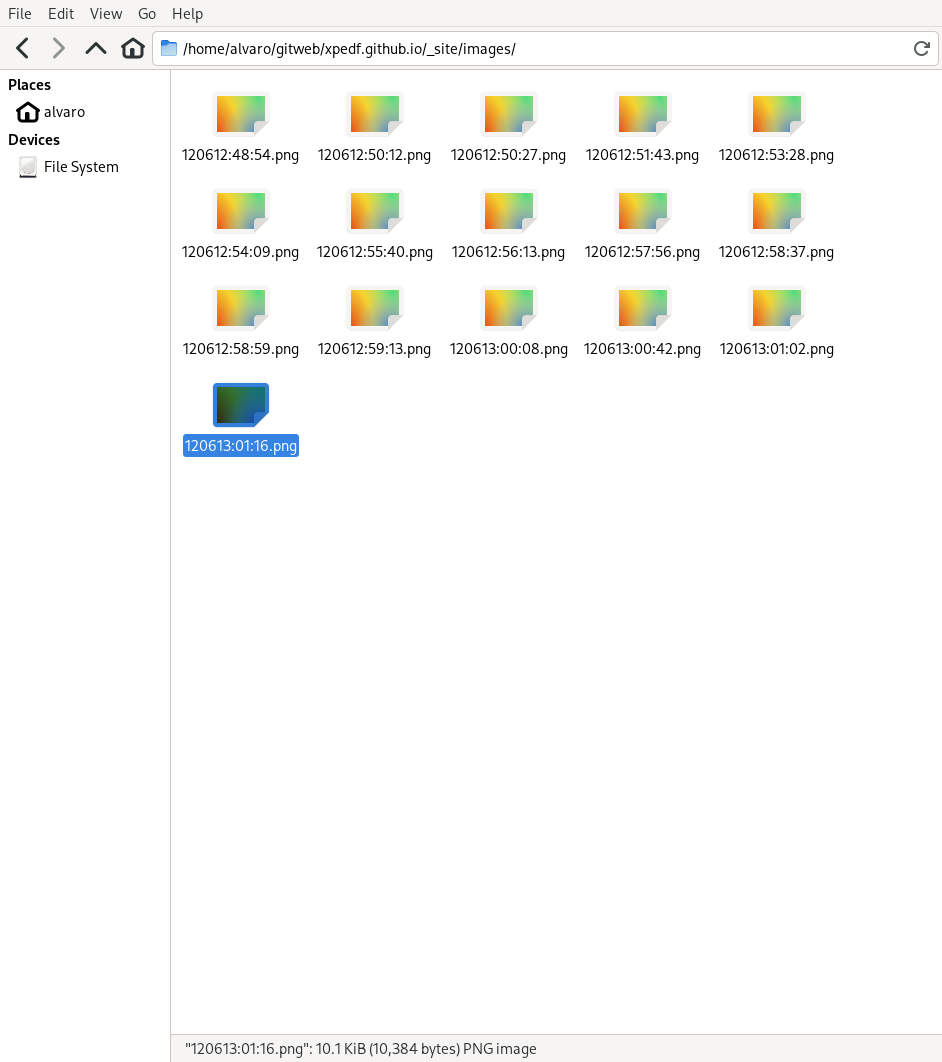 File Edit View Go Help
/home/alvaro/gitweb/xpedf.github.io/_site/images/
Places
alvaro
Devices
File System
120612:48:54.png 120612:50:12.png 120612:50:27.png 120612:51:43.png 120612:53:28.png
120612:54:09.png 120612:55:40.png 120612:56:13.png 120612:57:56.png 120612:58:37.png
120612:58:59.png 120612:59:13.png 120613:00:08.png 120613:00:42.png 120613:01:02.png
120613:01:16.png
"120613:01:16.png": 10.1 KiB (10,384 bytes) PNG image